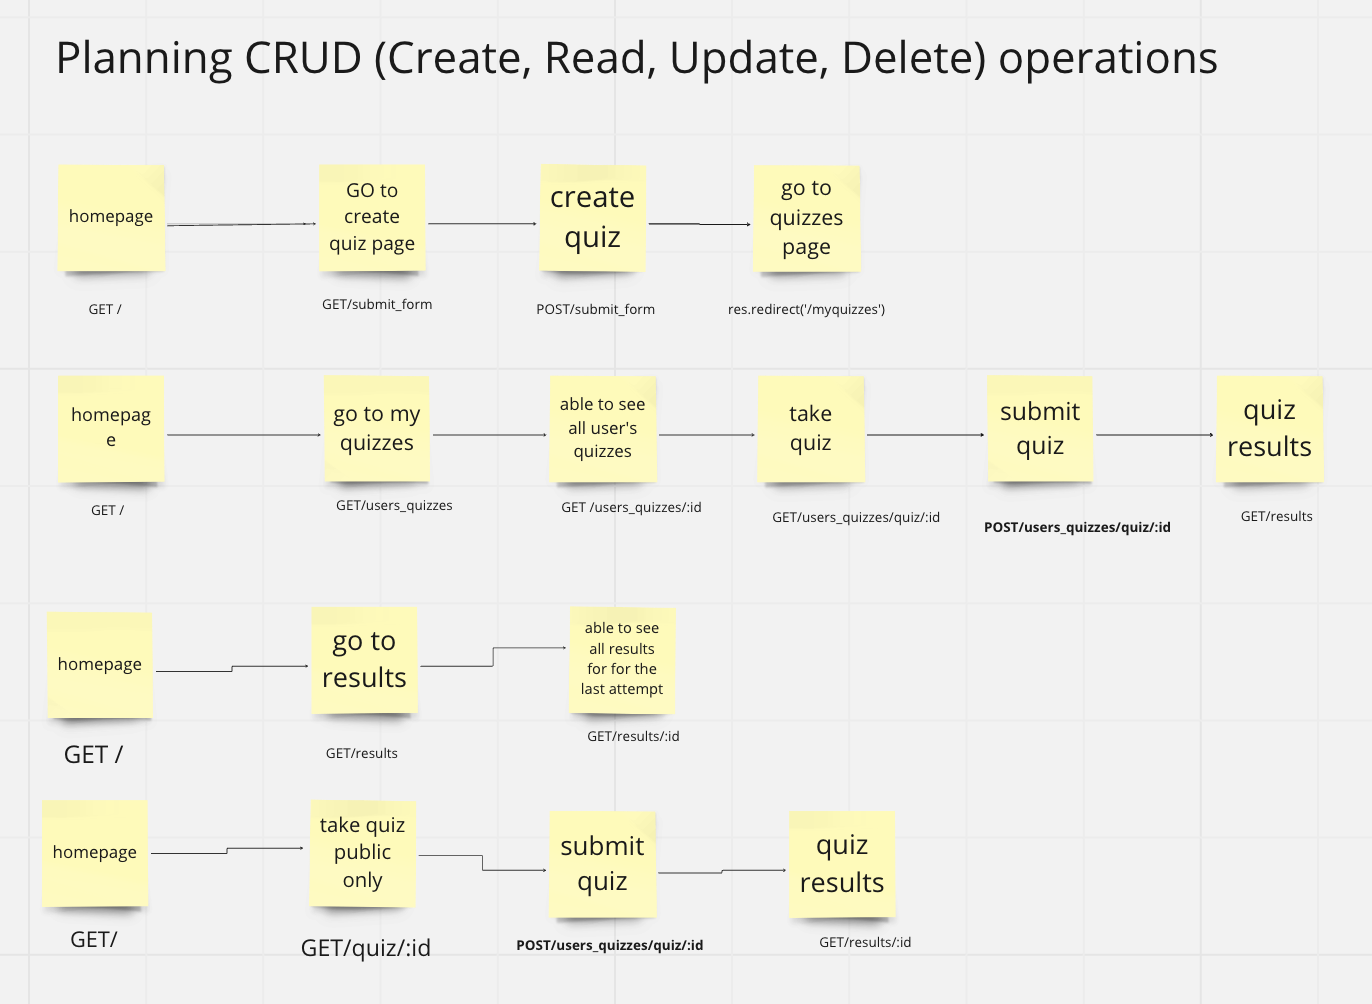 Planning CRUD (Create, Read, Update, Delete) operations
homepage
GO to
create
quiz page
create
quiz
go to
quizzes
page
GET /
GET/submit_form
POST/submit_form
res.redirect('/myquizzes')
homepag
e
go to my
quizzes
able to see
all user's
quizzes
take
quiz
submit
quiz
quiz
results
GET /
GET/users_quizzes
GET /users_quizzes/:id
GET/users_quizzes/quiz/:id
POST/users_quizzes/quiz/:id
GET/results
homepage
go to
results
able to see
all results
for for the
last attempt
GET /
GET/results
GET/results/:id
homepage
take quiz
public
only
submit
quiz
quiz
results
GET/
GET/quiz/:id
POST/users_quizzes/quiz/:id
GET/results/:id